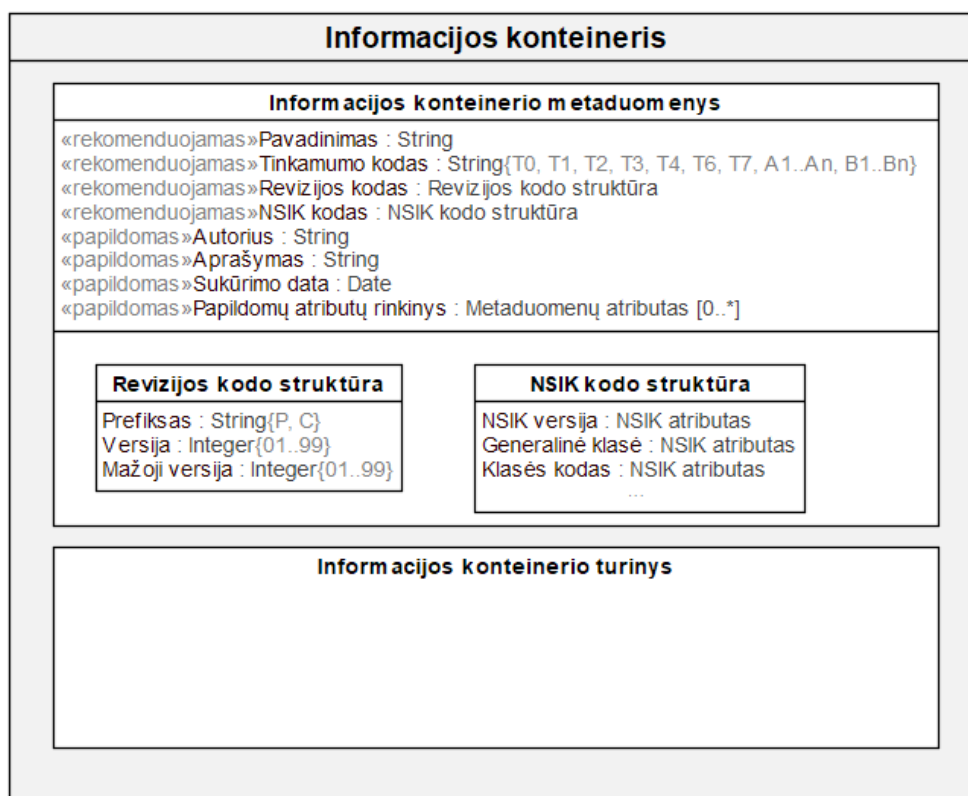 Informacijos konteineris
Informacijos konteinerio metaduomenys
«rekomenduojamas»Pavadinimas : String
«rekomenduojamas»Tinkamumo kodas : String{T0, T1, T2, T3, T4, T6, T7, A1..An, B1..Bn}
«rekomenduojamas»Revizijos kodas : Revizijos kodo struktūra
«rekomenduojamas»NSIK kodas : NSIK kodo struktūra
«papildomas»Autorius : String
«papildomas»Aprašymas : String
«papildomas»Sukūrimo data : Date
«papildomas»Papildomų atributų rinkinys : Metaduomenų atributas [0..*]
Revizijos kodo struktūra
Prefiksas : String{P, C}
Versija : Integer{01..99}
Mažoji versija : Integer{01..99}
NSIK kodo struktūra
NSIK versija : NSIK atributas
Generalinė klasė : NSIK atributas
Klasės kodas : NSIK atributas
...
Informacijos konteinerio turinys